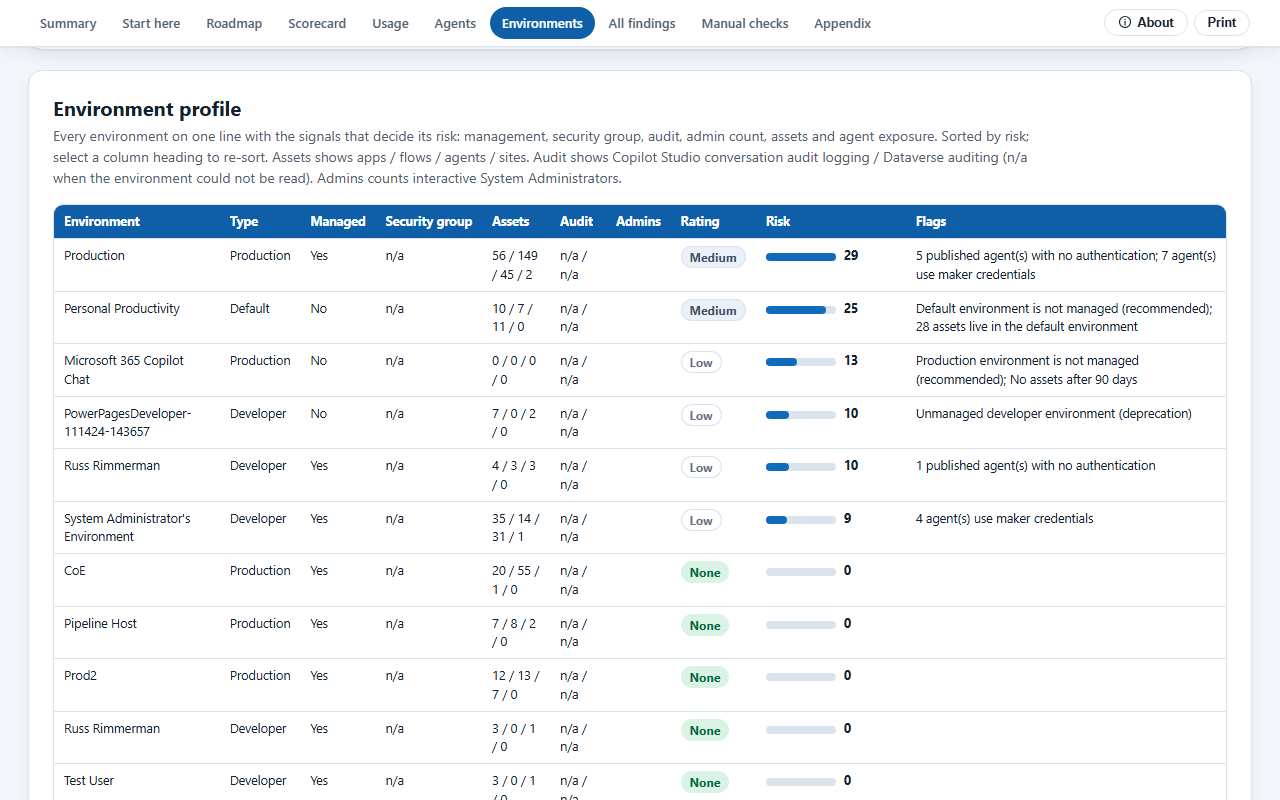 Summary Start here Roadmap Scorecard Usage Agents Environments All findings Manual checks Appendix About Print
Environment profile
Every environment on one line with the signals that decide its risk: management, security group, audit, admin count, assets and agent exposure. Sorted by risk;
select a column heading to re-sort. Assets shows apps / flows / agents / sites. Audit shows Copilot Studio conversation audit logging / Dataverse auditing (n/a
when the environment could not be read). Admins counts interactive System Administrators.
Environment Type Managed Security group Assets Audit Admins Rating Risk Flags
Production Production Yes n/a 56 / 149 n/a / Medium 29 5 published agent(s) with no authentication; 7 agent(s)
/ 45 / 2 n/a use maker credentials
Personal Productivity Default No n/a 10 / 7 / n/a / Medium 25 Default environment is not managed (recommended);
11 / 0 n/a 28 assets live in the default environment
Microsoft 365 Copilot Production No n/a 0 / 0 / 0 n/a / Low 13 Production environment is not managed
Chat / 0 n/a (recommended); No assets after 90 days
PowerPagesDeveloper- Developer No n/a 7 / 0 / 2 n/a / Low 10 Unmanaged developer environment (deprecation)
111424-143657 / 0 n/a
Russ Rimmerman Developer Yes n/a 4 / 3 / 3 n/a / Low 10 1 published agent(s) with no authentication
/ 0 n/a
System Administrator's Developer Yes n/a 35 / 14 / n/a / Low 9 4 agent(s) use maker credentials
Environment 31 / 1 n/a
CoE Production Yes n/a 20 / 55 / n/a / None 0
1 / 0 n/a
Pipeline Host Production Yes n/a 7 / 8 / 2 n/a / None 0
/ 0 n/a
Prod2 Production Yes n/a 12 / 13 / n/a / None 0
7 / 0 n/a
Russ Rimmerman Developer Yes n/a 3 / 0 / 1 n/a / None 0
/ 0 n/a
Test User Developer Yes n/a 3 / 0 / 1 n/a / None 0
/ 0 n/a